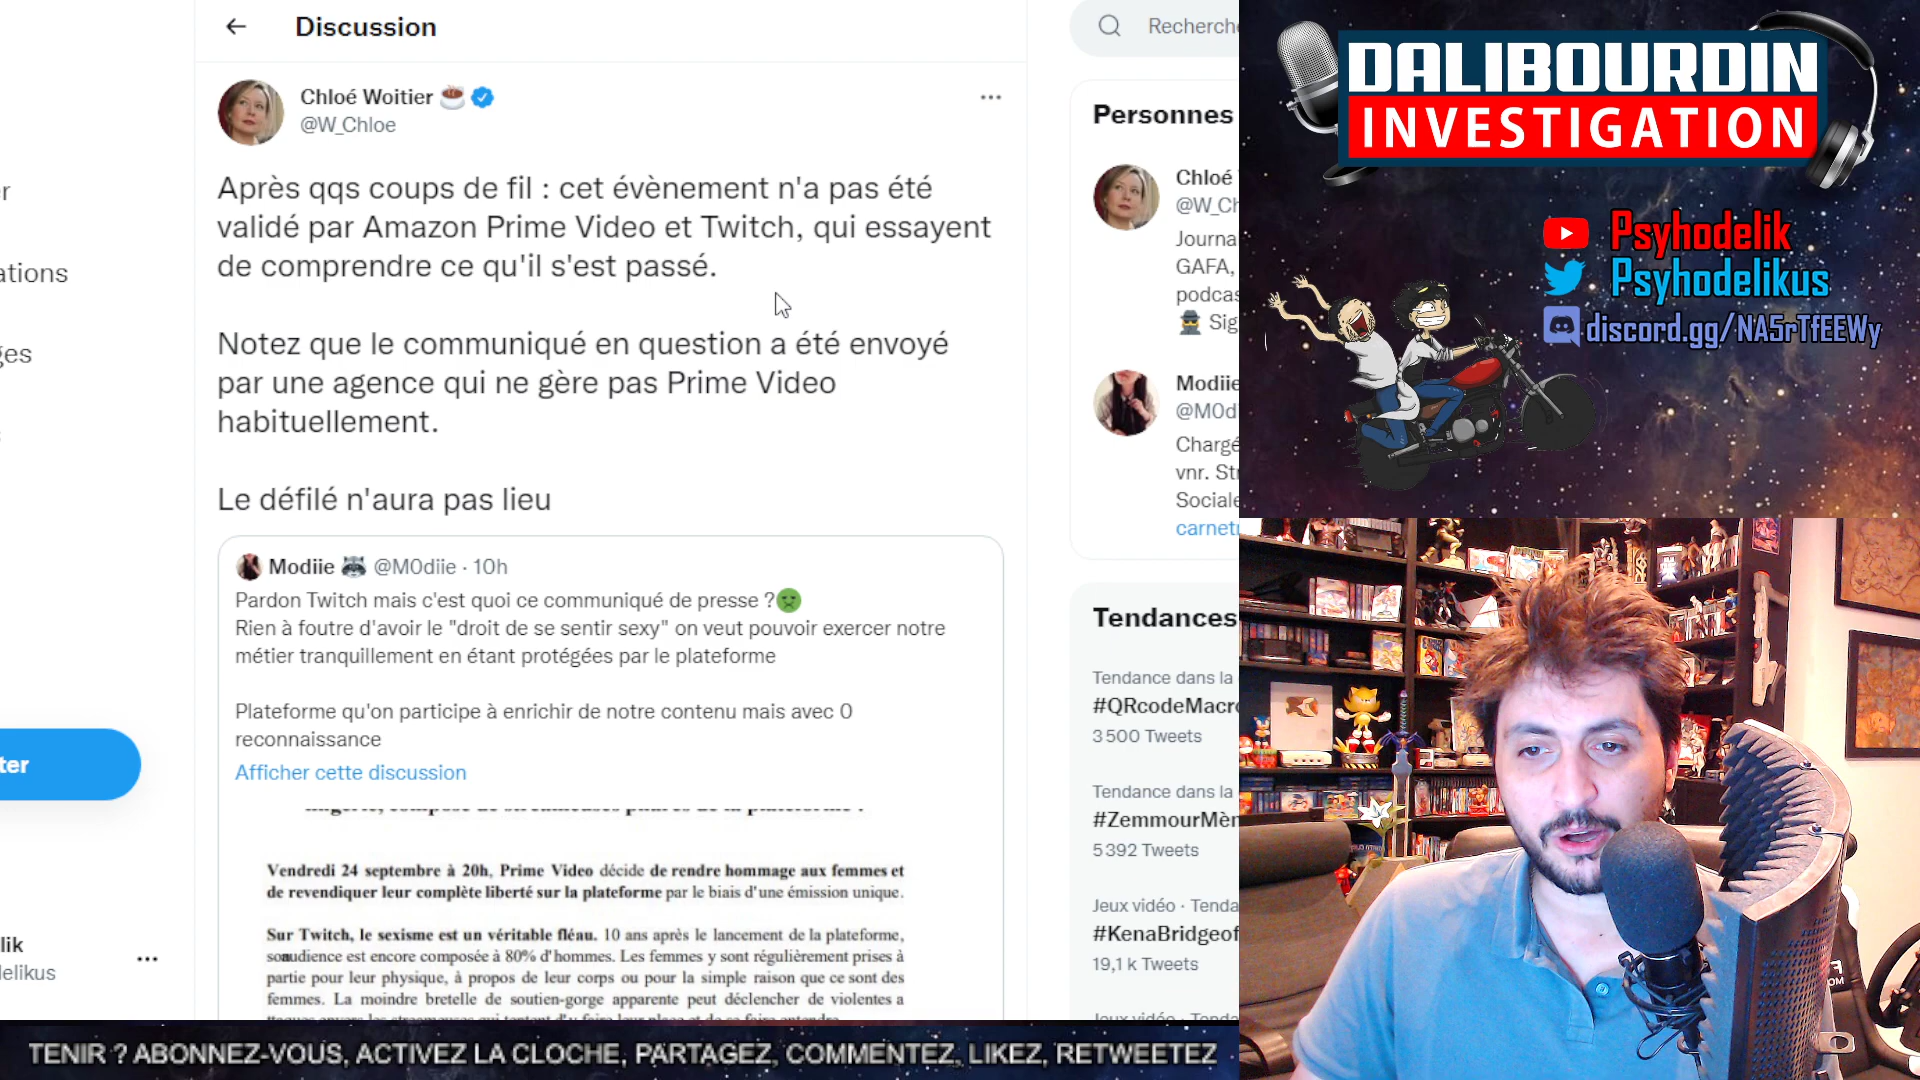 Discussion
Recherche
Chloé Woitier
@W_Chloe
Après qqs coups de fil : cet évènement n'a pas été
validé par Amazon Prime Video et Twitch, qui essayent
de comprendre ce qu'il s'est passé.
Notez que le communiqué en question a été envoyé
par une agence qui ne gère pas Prime Video
habituellement.
Le défilé n'aura pas lieu
Modiie @M0diie · 10h
Pardon Twitch mais c'est quoi ce communiqué de presse ?
Rien à foutre d'avoir le "droit de se sentir sexy" on veut pouvoir exercer notre
métier tranquillement en étant protégées par le plateforme
Plateforme qu'on participe à enrichir de notre contenu mais avec 0
reconnaissance
Afficher cette discussion
Vendredi 24 septembre à 20h, Prime Video décide de rendre hommage aux femmes et
de revendiquer leur complète liberté sur la plateforme par le biais d'une émission unique.
Sur Twitch, le sexisme est un véritable fléau. 10 ans après le lancement de la plateforme,
audience est encore composée à 80% d'hommes. Les femmes y sont régulièrement prises à
partie pour leur physique, à propos de leur corps ou pour la simple raison que ce sont des
femmes. La moindre bretelle de soutien-gorge apparente peut déclencher de violentes a
er
ations
ges
ter
lik
elikus
Personnes
Chloé
@W_Ch
Journa
GAFA,
podcas
Sig
Modiie
@M0d
Chargé
vnr. Str
Sociale
carnet
Tendances
Tendance dans la
#QRcodeMacro
3 500 Tweets
Tendance dans la
#ZemmourMèn
5 392 Tweets
Jeux vidéo · Tenda
#KenaBridgeof
19,1 k Tweets
Jeux vidéo · Tenda
DALIBOURDIN
INVESTIGATION
Psyhodelik
Psyhodelikus
discord.gg/NA5rTfEEWy
TENIR ? ABONNEZ-VOUS, ACTIVEZ LA CLOCHE, PARTAGEZ, COMMENTEZ, LIKEZ, RETWEETEZ